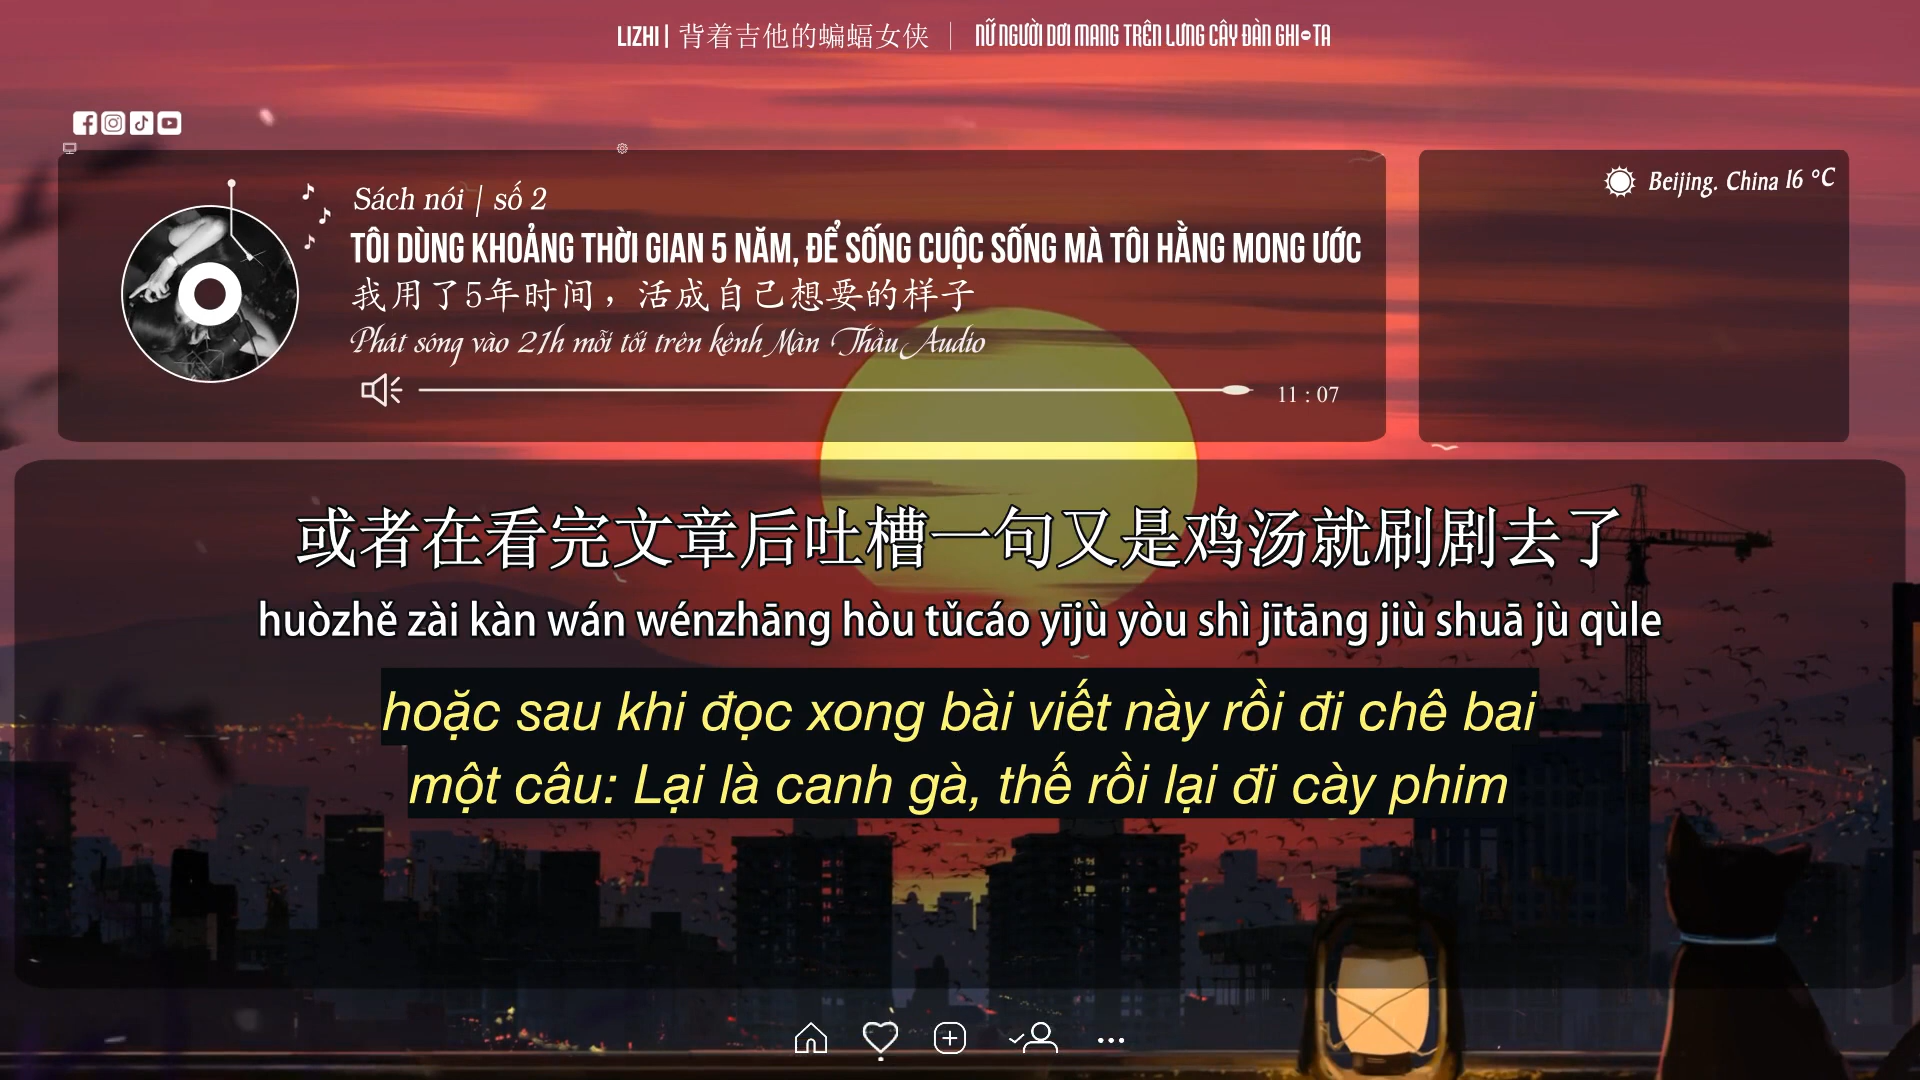 LIZHI | 背着吉他的蝙蝠女侠 | NỮ NGƯỜI DƠI MANG TRÊN LƯNG CÂY ĐÀN GHI-TA
Beijing. China 16 °C
Sách nói | số 2
TÔI DÙNG KHOẢNG THỜI GIAN 5 NĂM, ĐỂ SỐNG CUỘC SỐNG MÀ TÔI HẰNG MONG ƯỚC
我用了5年时间，活成自己想要的样子
Phát sóng vào 21h mỗi tối trên kênh Màn Thầu Audio
11 : 07
或者在看完文章后吐槽一句又是鸡汤就刷剧去了
huòzhě zài kàn wán wénzhāng hòu tǔcáo yījù yòu shì jītāng jiù shuā jù qùle
hoặc sau khi đọc xong bài viết này rồi đi chê bai
một câu: Lại là canh gà, thế rồi lại đi cày phim